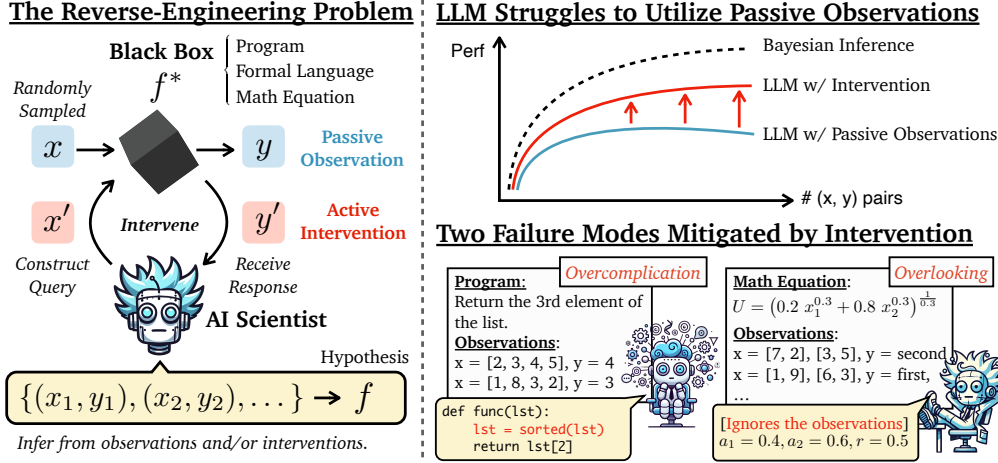 The Reverse-Engineering Problem
Black Box
f*
Program
Formal Language
Math Equation
Randomly
Sampled
x
y
Passive
Observation
x′
Intervene
y′
Active
Intervention
Construct
Query
Receive
Response
AI Scientist
Hypothesis
{(x₁, y₁), (x₂, y₂), . . . } → f
Infer from observations and/or interventions.
LLM Struggles to Utilize Passive Observations
Perf
Bayesian Inference
LLM w/ Intervention
LLM w/ Passive Observations
# (x, y) pairs
Two Failure Modes Mitigated by Intervention
Overcomplication
Program:
Return the 3rd element of
the list.
Observations:
x = [2, 3, 4, 5], y = 4
x = [1, 8, 3, 2], y = 3
def func(lst):
lst = sorted(lst)
return lst[2]
Overlooking
Math Equation:
U = (0.2 x₁^0.3 + 0.8 x₂^0.3)^(1/0.3)
Observations:
x = [7, 2], [3, 5], y = second
x = [1, 9], [6, 3], y = first,
...
[Ignores the observations]
a₁ = 0.4, a₂ = 0.6, r = 0.5